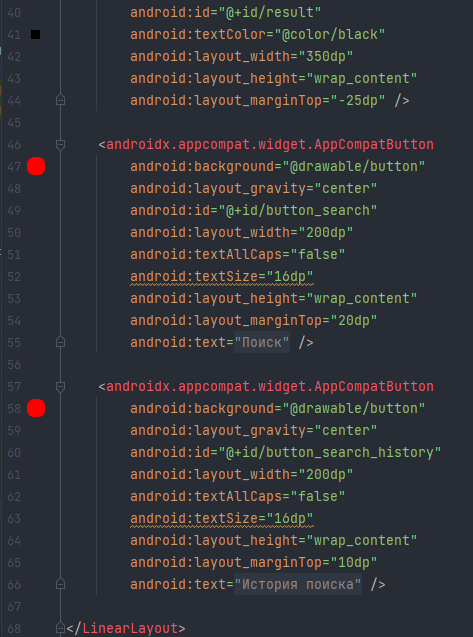 40 android:id="@+id/result"
41 android:textColor="@color/black"
42 android:layout_width="350dp"
43 android:layout_height="wrap_content"
44 android:layout_marginTop="-25dp" />
45
46 <androidx.appcompat.widget.AppCompatButton
47 android:background="@drawable/button"
48 android:layout_gravity="center"
49 android:id="@+id/button_search"
50 android:layout_width="200dp"
51 android:textAllCaps="false"
52 android:textSize="16dp"
53 android:layout_height="wrap_content"
54 android:layout_marginTop="20dp"
55 android:text="Поиск" />
56
57 <androidx.appcompat.widget.AppCompatButton
58 android:background="@drawable/button"
59 android:layout_gravity="center"
60 android:id="@+id/button_search_history"
61 android:layout_width="200dp"
62 android:textAllCaps="false"
63 android:textSize="16dp"
64 android:layout_height="wrap_content"
65 android:layout_marginTop="10dp"
66 android:text="История поиска" />
67
68 </LinearLayout>